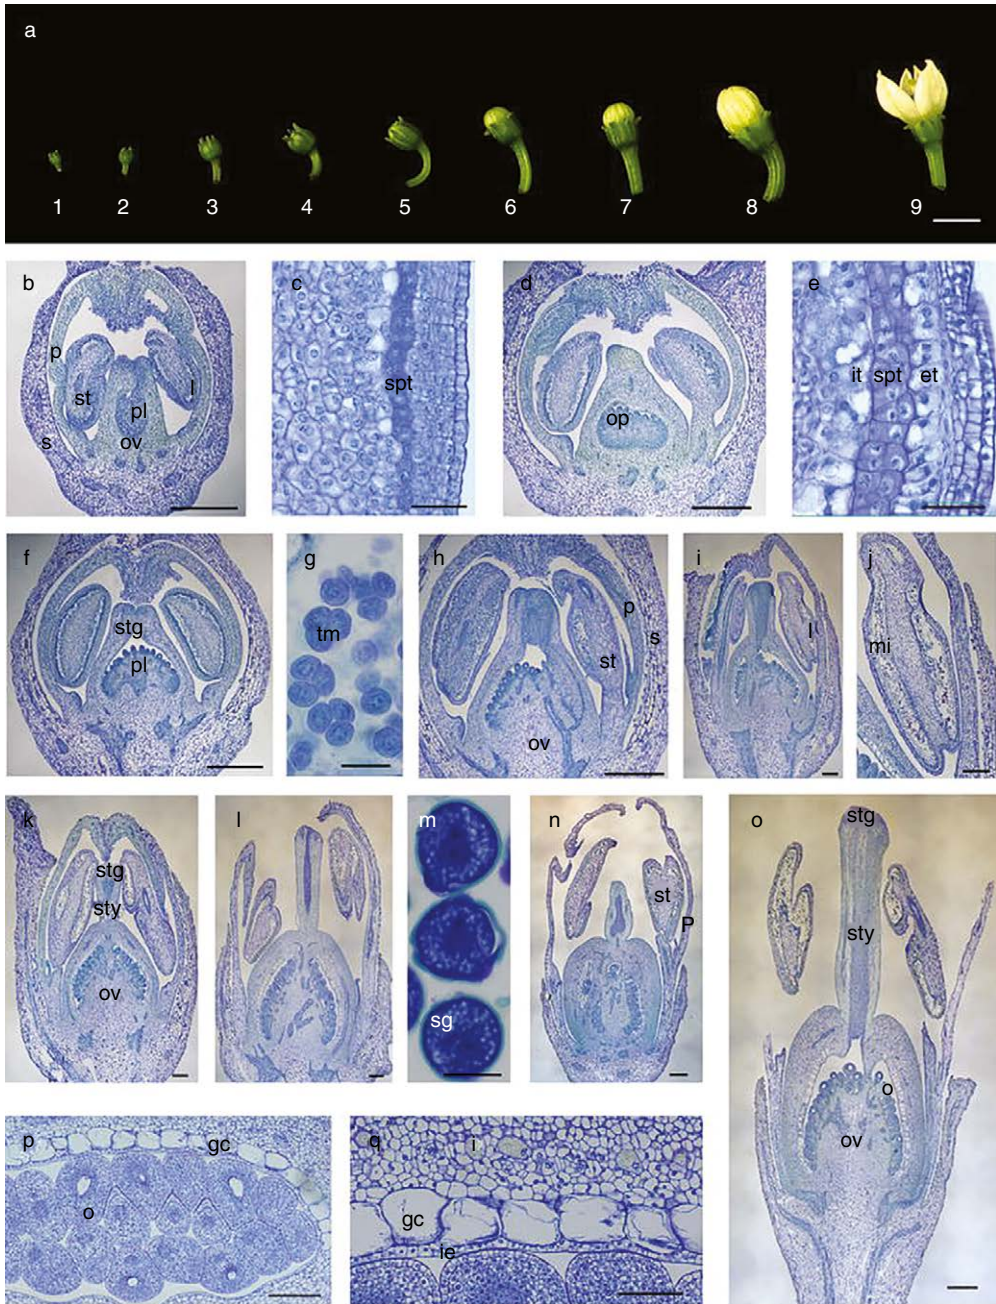 a
1 2 3 4 5 6 7 8 9
b c d e
p st l pl s ov
spt
op
it spt et
f g h i j
stg pl
tm
p s st ov
l
mi
k l m n o
stg sty ov
sg
st P
stg sty o ov
p q
gc o
i gc ie